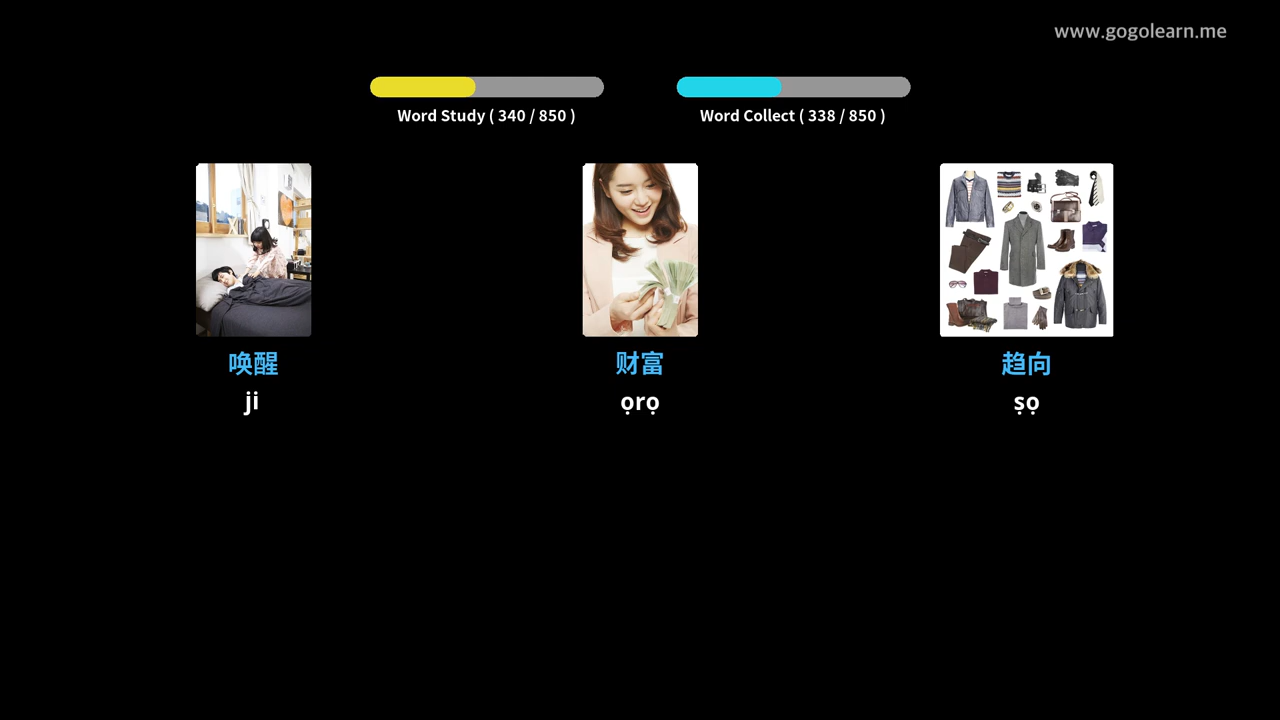 www.gogolearn.me
Word Study ( 340 / 850 )
Word Collect ( 338 / 850 )
唤醒
财富
趋向
ji
ọrọ
ṣọ